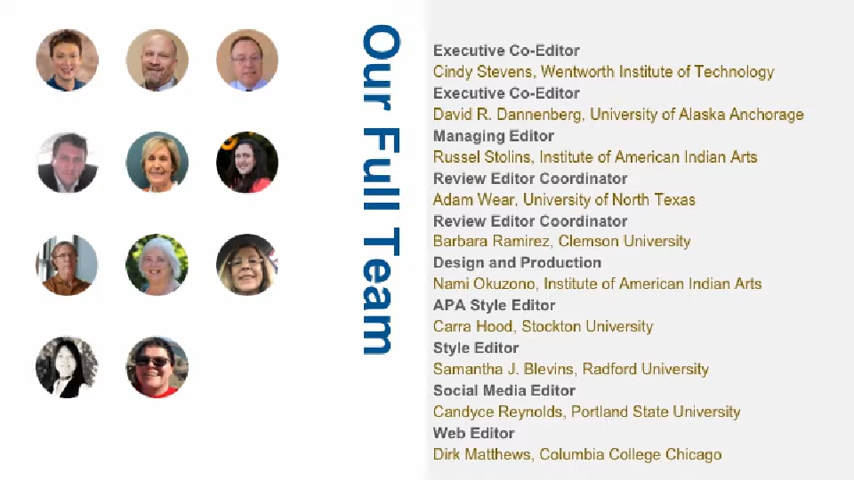 Our Full Team
Executive Co-Editor
Cindy Stevens, Wentworth Institute of Technology
Executive Co-Editor
David R. Dannenberg, University of Alaska Anchorage
Managing Editor
Russel Stolins, Institute of American Indian Arts
Review Editor Coordinator
Adam Wear, University of North Texas
Review Editor Coordinator
Barbara Ramirez, Clemson University
Design and Production
Nami Okuzono, Institute of American Indian Arts
APA Style Editor
Carra Hood, Stockton University
Style Editor
Samantha J. Blevins, Radford University
Social Media Editor
Candyce Reynolds, Portland State University
Web Editor
Dirk Matthews, Columbia College Chicago